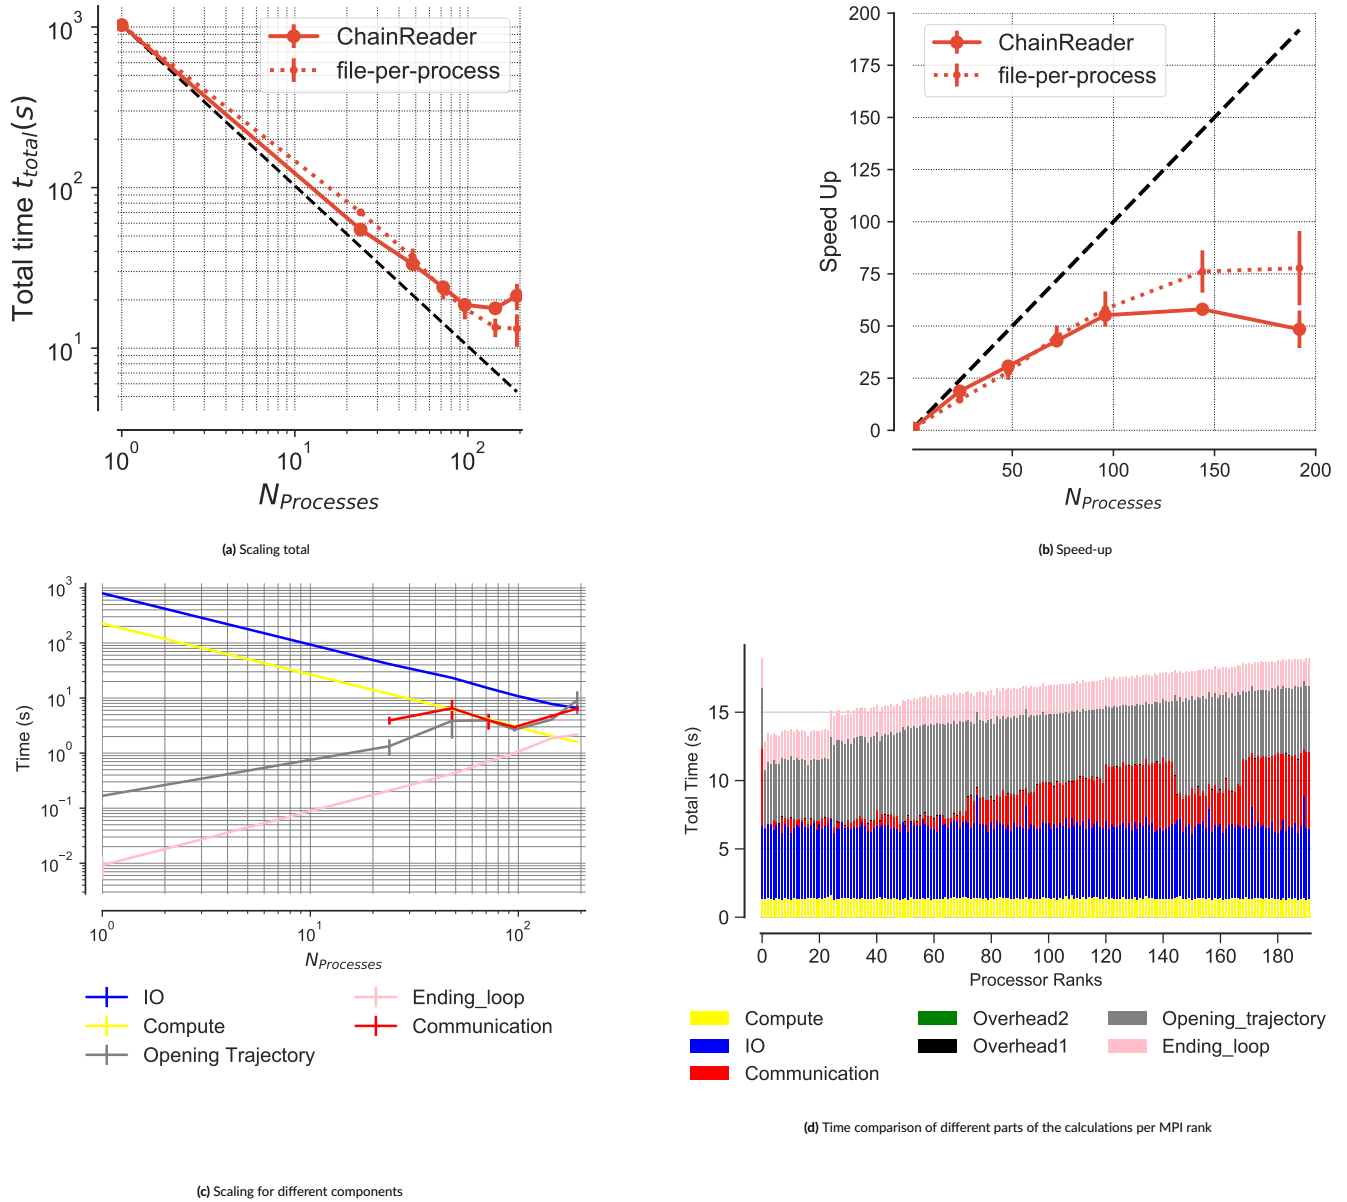 10^3
10^2
10^1
Total time t_total(s)
ChainReader
file-per-process
10^0 10^1 10^2
N_Processes
(a) Scaling total
200
175
150
125
100
75
50
25
0
Speed Up
ChainReader
file-per-process
50 100 150 200
N_Processes
(b) Speed-up
10^3
10^2
10^1
10^0
10^−1
10^−2
Time (s)
10^0 10^1 10^2
N_Processes
IO Ending_loop
Compute Communication
Opening Trajectory
(c) Scaling for different components
15
10
5
0
Total Time (s)
0 20 40 60 80 100 120 140 160 180
Processor Ranks
Compute Overhead2 Opening_trajectory
IO Overhead1 Ending_loop
Communication
(d) Time comparison of different parts of the calculations per MPI rank